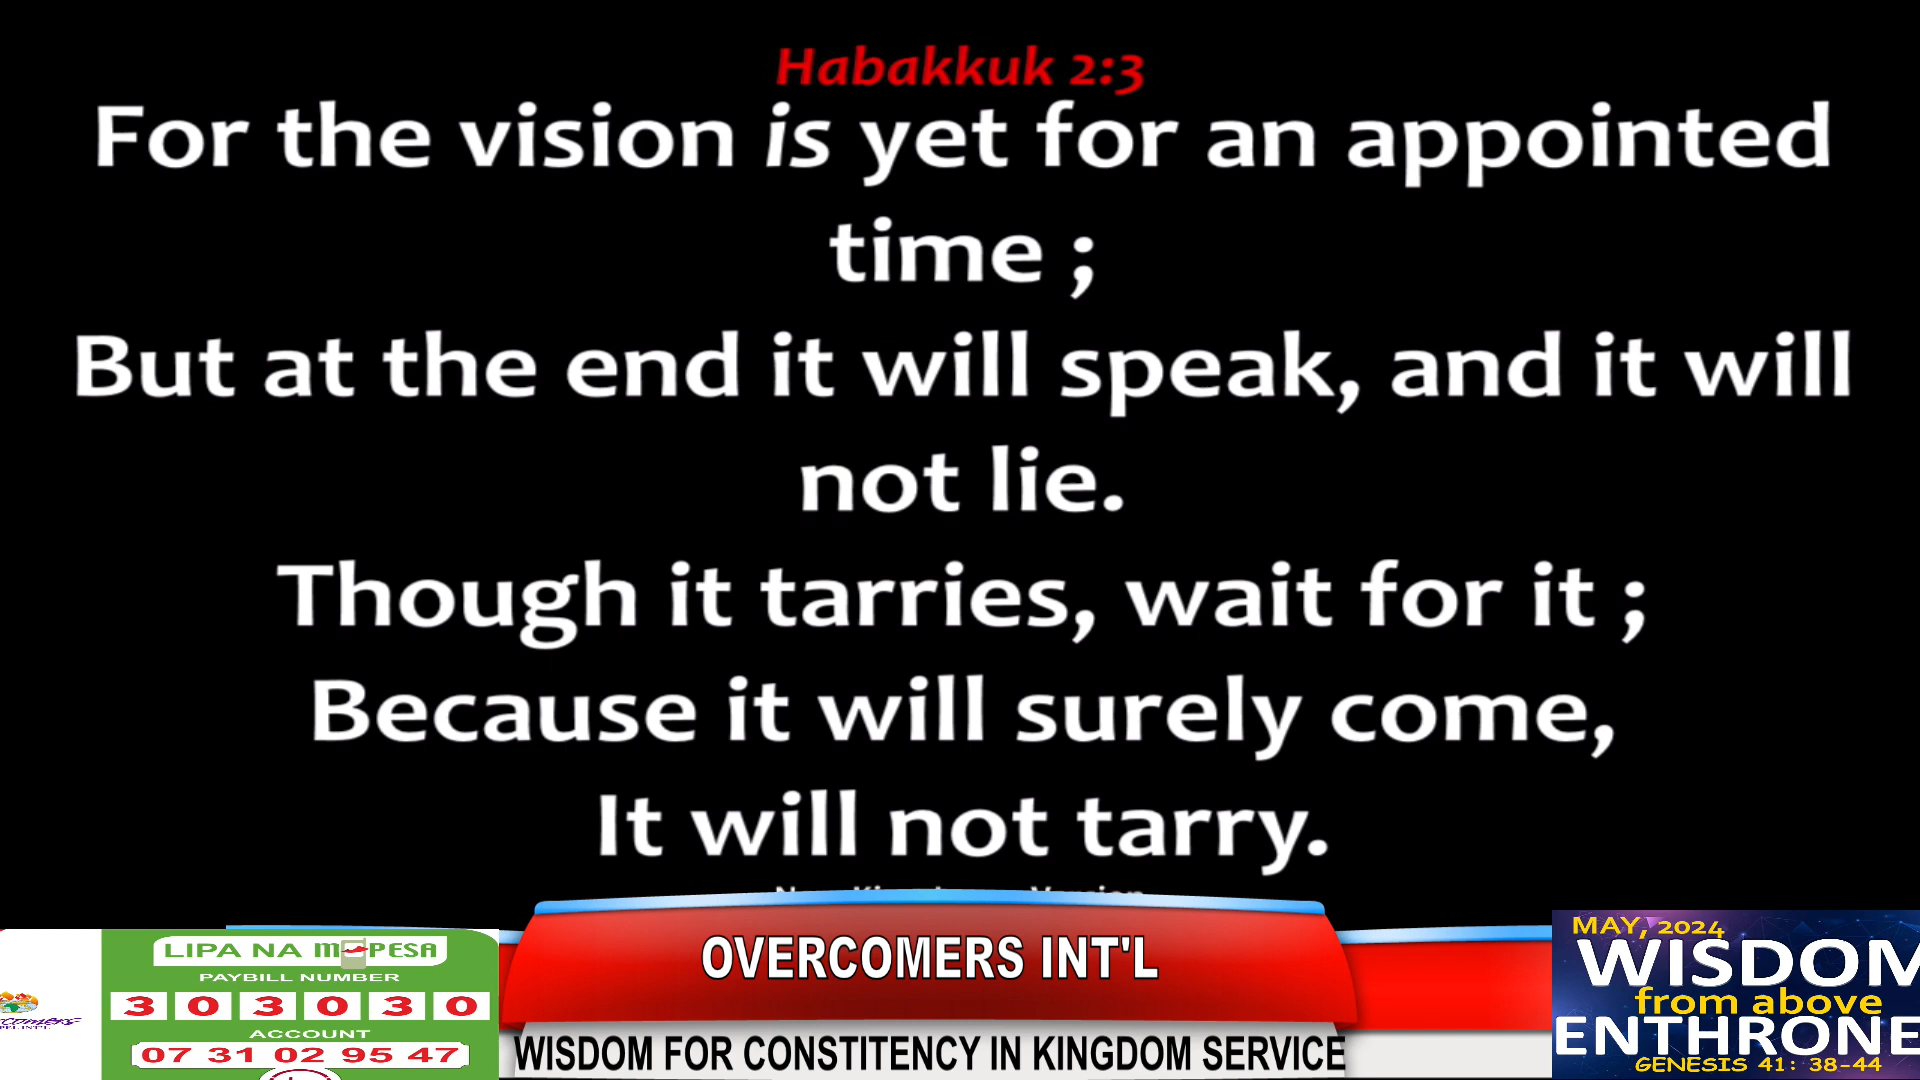 Habakkuk 2:3
For the vision is yet for an appointed
time ;
But at the end it will speak, and it will
not lie.
Though it tarries, wait for it ;
Because it will surely come,
It will not tarry.
LIPA NA M-PESA
PAYBILL NUMBER
3 0 3 0 3 0
ACCOUNT
07 31 02 95 47
OVERCOMERS INT'L
WISDOM FOR CONSTITENCY IN KINGDOM SERVICE
MAY, 2024
WISDOM
from above
ENTHRONE
GENESIS 41: 38-44